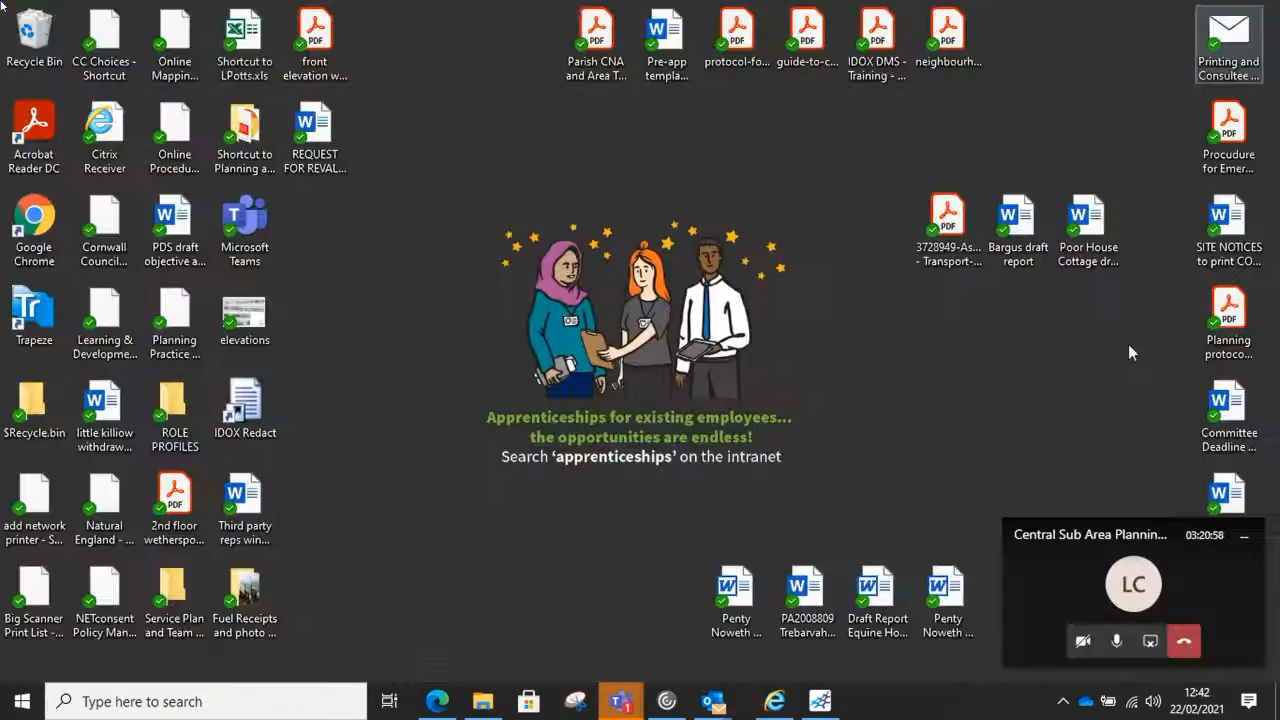 Recycle Bin
CC Choices -
Shortcut
Online
Mappin...
Shortcut to
LPotts.xls
front
elevation w...
Parish CNA
and Area T...
Pre-app
templa...
protocol-fo...
guide-to-c...
IDOX DMS -
Training - ...
neighbourh...
Printing and
Consultee ...
Acrobat
Reader DC
Citrix
Receiver
Online
Procedu...
Shortcut to
Planning a...
REQUEST
FOR REVAL...
Procudure
for Emer...
Google
Chrome
Cornwall
Council...
PDS draft
objective a...
Microsoft
Teams
3728949-As...
- Transport-...
Bargus draft
report
Poor House
Cottage dr...
SITE NOTICES
to print CO...
Trapeze
Learning &
Developme...
Planning
Practice ...
elevations
Planning
protoco...
$Recycle.bin
little killiow
withdraw...
ROLE
PROFILES
IDOX Redact
Committee
Deadline ...
Apprenticeships for existing employees...
the opportunities are endless!
Search ‘apprenticeships’ on the intranet
add network
printer - S...
Natural
England - ...
2nd floor
wetherspo...
Third party
reps win...
Central Sub Area Plannin...
03:20:58
LC
Big Scanner
Print List -...
NETconsent
Policy Man...
Service Plan
and Team ...
Fuel Receipts
and photo ...
Penty
Noweth ...
PA2008809
Trebarvah...
Draft Report
Equine Ho...
Penty
Noweth ...
Type here to search
12:42
22/02/2021